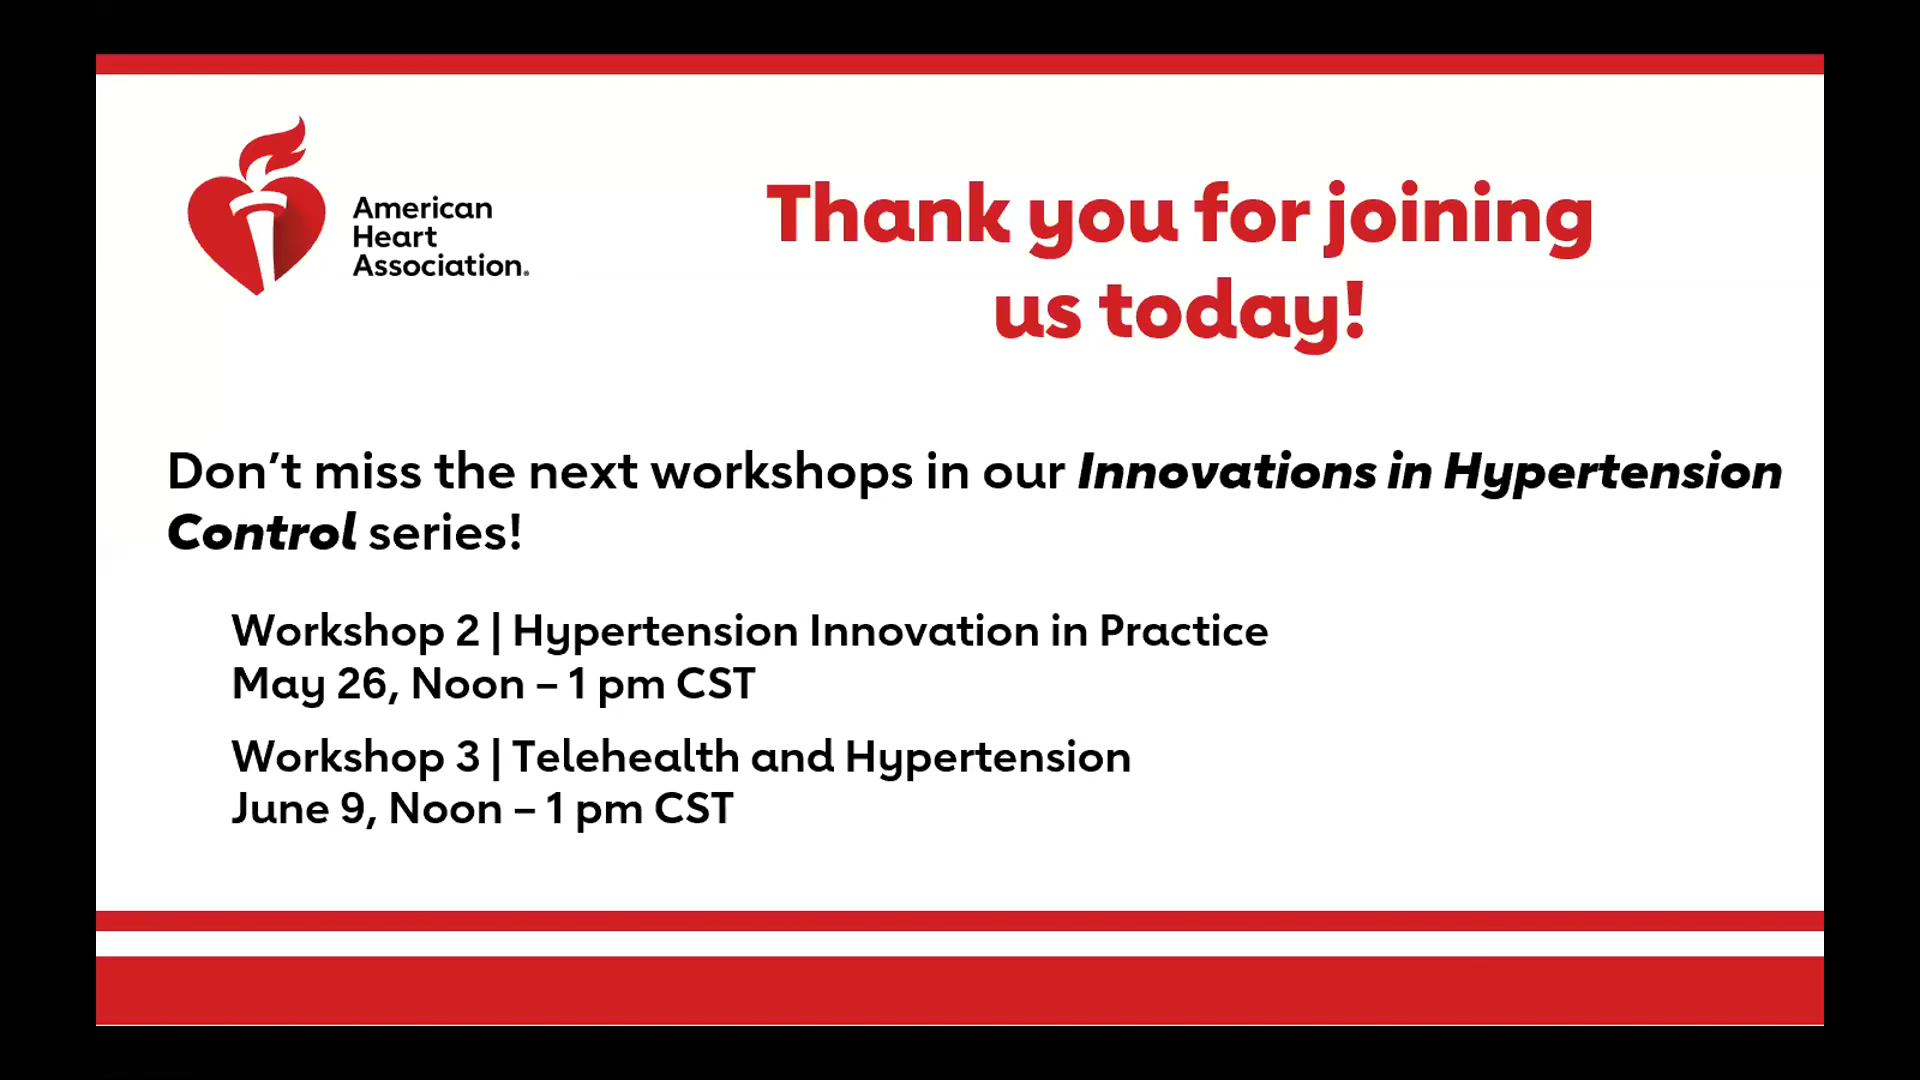 American
Heart
Association.
Thank you for joining
us today!
Don’t miss the next workshops in our Innovations in Hypertension
Control series!
Workshop 2 | Hypertension Innovation in Practice
May 26, Noon – 1 pm CST
Workshop 3 | Telehealth and Hypertension
June 9, Noon – 1 pm CST